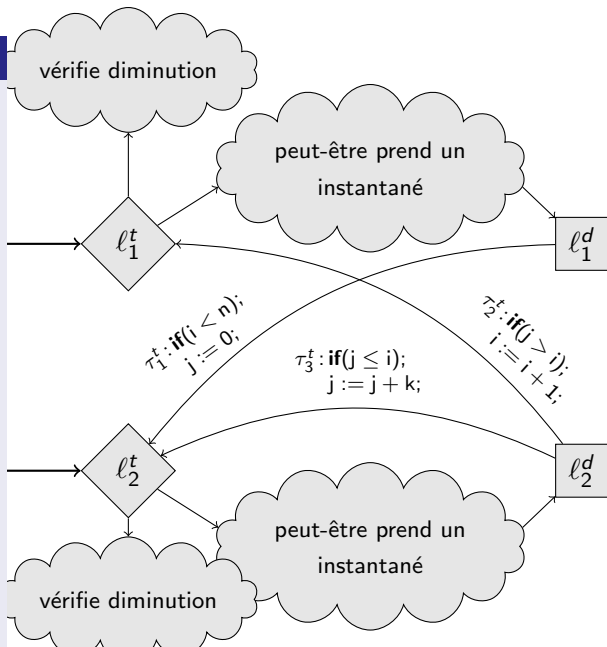 vérifie diminution
peut-être prend un
instantané
ℓ₁ᵗ
ℓ₁ᵈ
τ₁ᵗ: if(i < n);
j := 0;
τ₂ᵗ: if(j > i);
i := i + 1;
τ₃ᵗ: if(j ≤ i);
j := j + k;
ℓ₂ᵗ
ℓ₂ᵈ
peut-être prend un
instantané
vérifie diminution